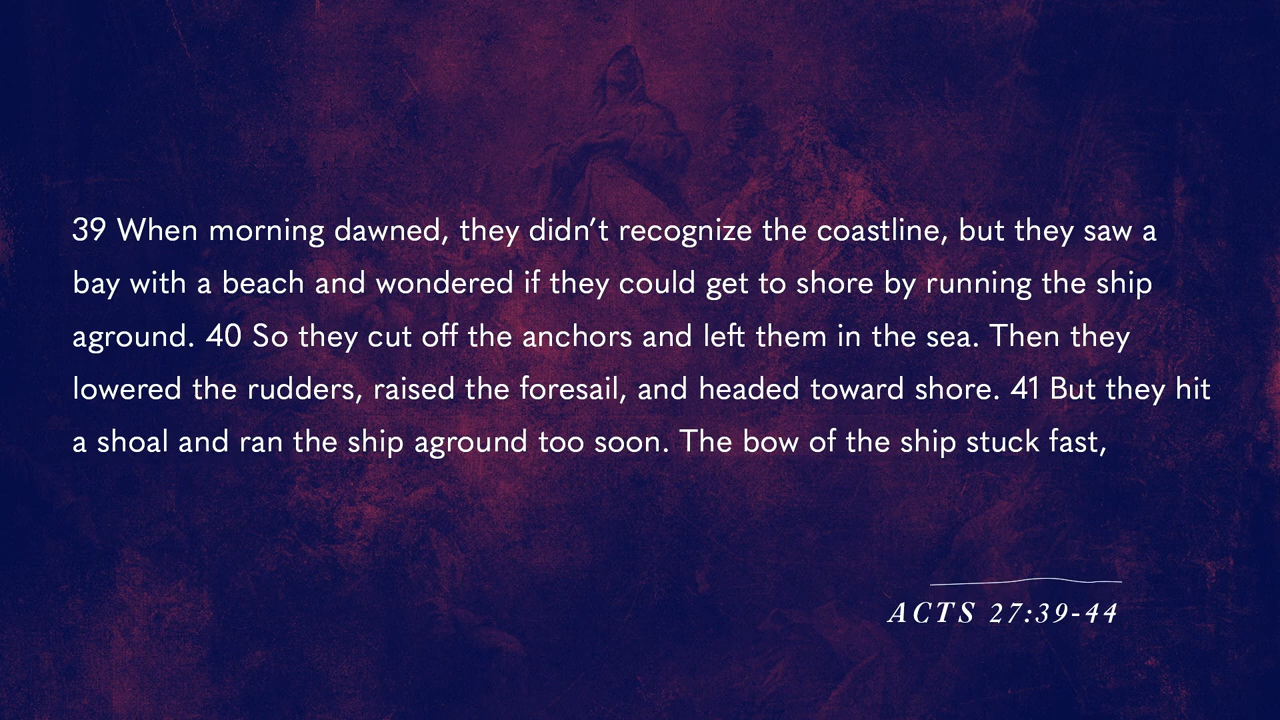 39 When morning dawned, they didn’t recognize the coastline, but they saw a
bay with a beach and wondered if they could get to shore by running the ship
aground. 40 So they cut off the anchors and left them in the sea. Then they
lowered the rudders, raised the foresail, and headed toward shore. 41 But they hit
a shoal and ran the ship aground too soon. The bow of the ship stuck fast,
ACTS 27:39-44